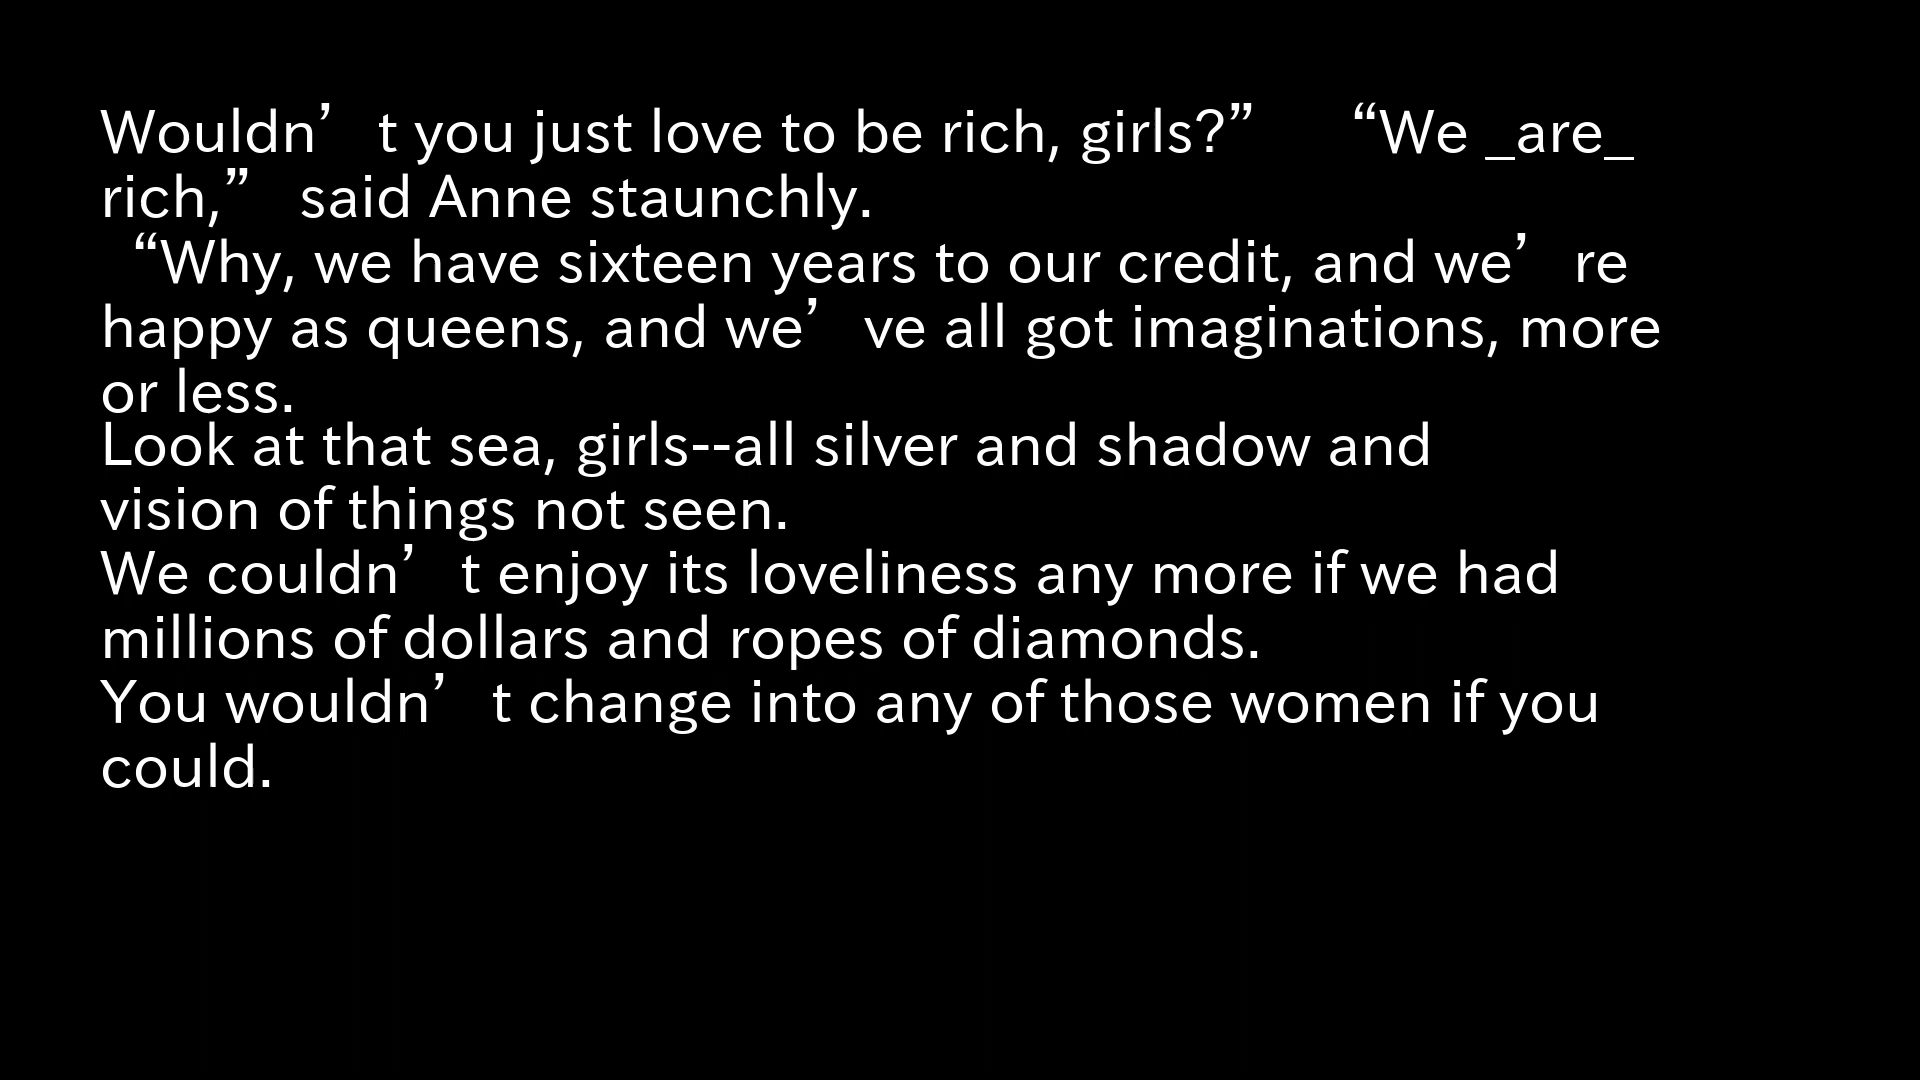 Wouldn’t you just love to be rich, girls?” “We _are_
rich,” said Anne staunchly.
“Why, we have sixteen years to our credit, and we’re
happy as queens, and we’ve all got imaginations, more
or less.
Look at that sea, girls--all silver and shadow and
vision of things not seen.
We couldn’t enjoy its loveliness any more if we had
millions of dollars and ropes of diamonds.
You wouldn’t change into any of those women if you
could.